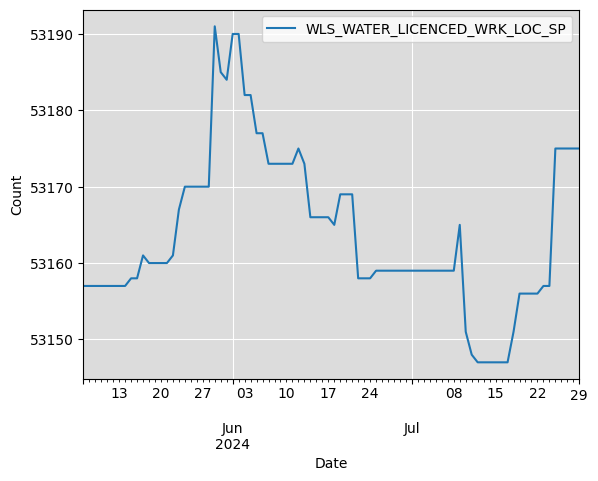 WLS_WATER_LICENCED_WRK_LOC_SP
53190
53180
53170
53160
53150
Count
13 20 27 03 10 17 24 08 15 22 29
Jun Jul
2024
Date